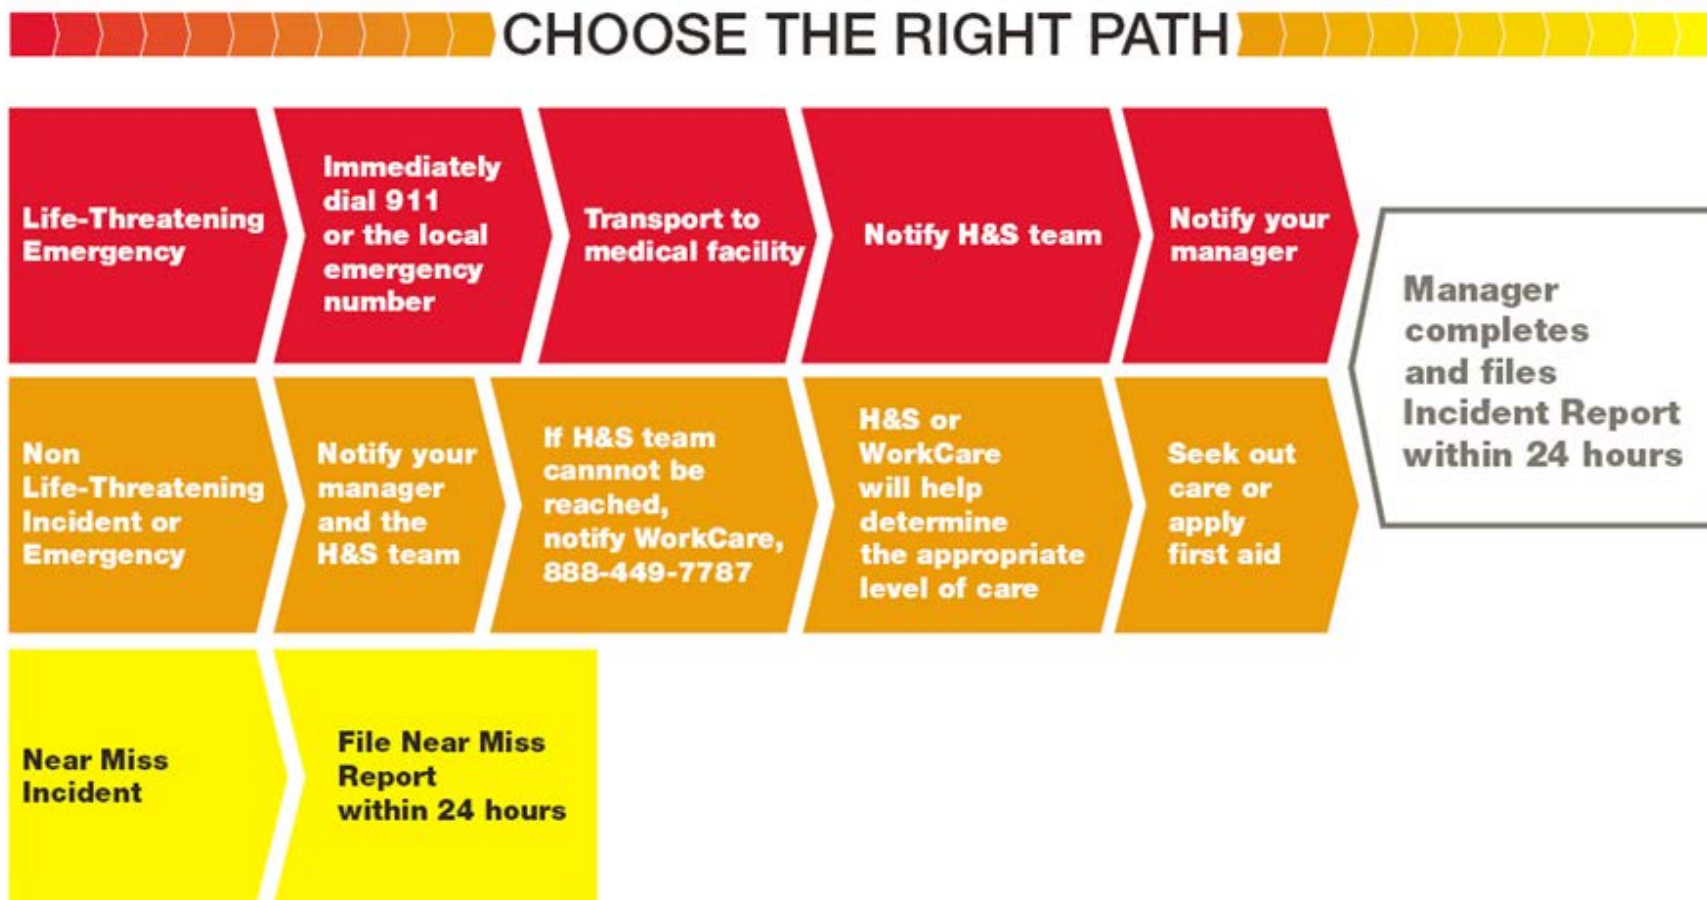 CHOOSE THE RIGHT PATH
Life-Threatening
Emergency
Immediately
dial 911
or the local
emergency
number
Transport to
medical facility
Notify H&S team
Notify your
manager
Non
Life-Threatening
Incident or
Emergency
Notify your
manager
and the
H&S team
If H&S team
cannnot be
reached,
notify WorkCare,
888-449-7787
H&S or
WorkCare
will help
determine
the appropriate
level of care
Seek out
care or
apply
first aid
Manager
completes
and files
Incident Report
within 24 hours
Near Miss
Incident
File Near Miss
Report
within 24 hours